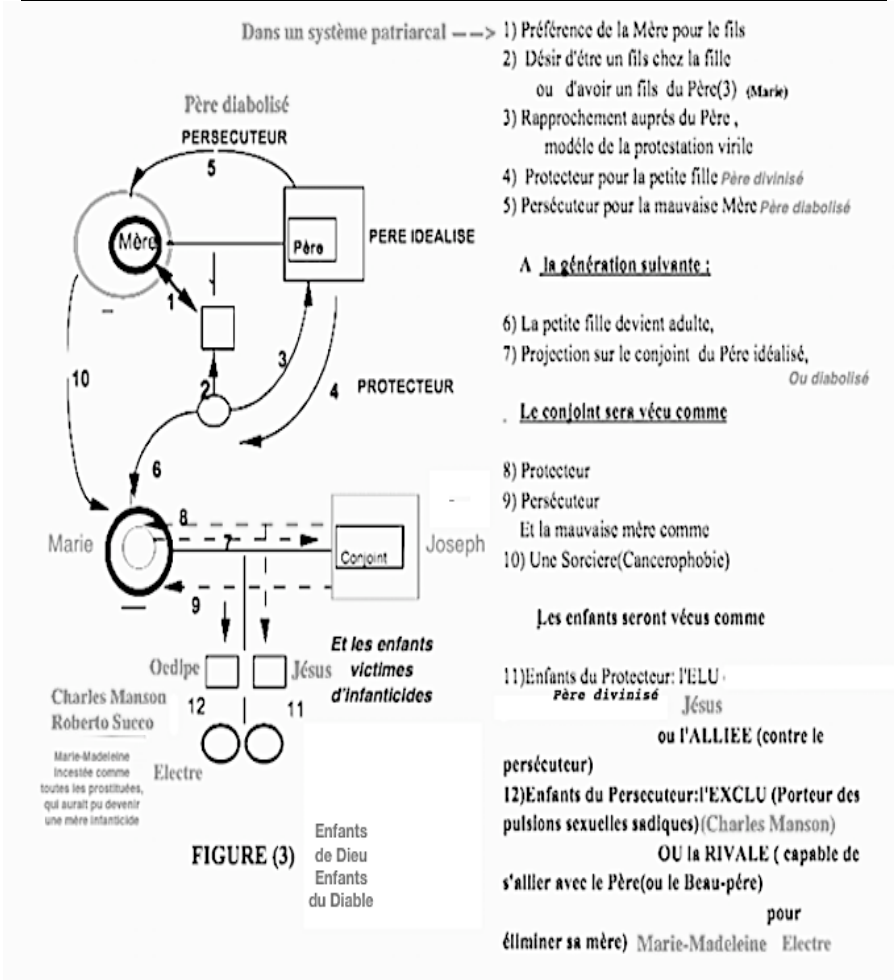 Dans un système patriarcal ——> 1) Préférence de la Mère pour le fils
2) Désir d'étre un fils chez la fille
ou d'avoir un fils du Père(3) (Marie)
3) Rapprochement auprés du Père ,
modéle de la protestation virile
4) Protecteur pour la petite fille Père divinisé
5) Persécuteur pour la mauvaise Mère Père diabolisé
A la génération suivante :
6) La petite fille devient adulte,
7) Projection sur le conjoint du Pére idéalisé,
Ou diabolisé
. Le conjoint sera vécu comme
8) Protecteur
9) Persécuteur
Et la mauvaise mère comme
10) Une Sorciere(Cancerophobie)
Les enfants seront vécus comme
11)Enfants du Protecteur: l'ELU
Père divinisé
Jésus
ou l'ALLIEE (contre le
persécuteur)
12)Enfants du Persecuteur:l'EXCLU (Porteur des
pulsions sexuelles sadiques)(Charles Manson)
OU la RIVALE ( capable de
s'allier avec le Père(ou le Beau-pére)
pour
éliminer sa mère) Marie-Madeleine Electre
Père diabolisé
PERSECUTEUR
5
Mère
Père
PERE IDEALISE
1
2
3
4
PROTECTEUR
10
6
Marie
8
7
9
Conjoint
Joseph
Oedipe
Jésus
Et les enfants
victimes
d'infanticides
Charles Manson
Roberto Succo
12
11
Marie-Madeleine
Incestée comme
toutes les prostituées,
qui aurait pu devenir
une mère infanticide
Electre
FIGURE (3)
Enfants
de Dieu
Enfants
du Diable